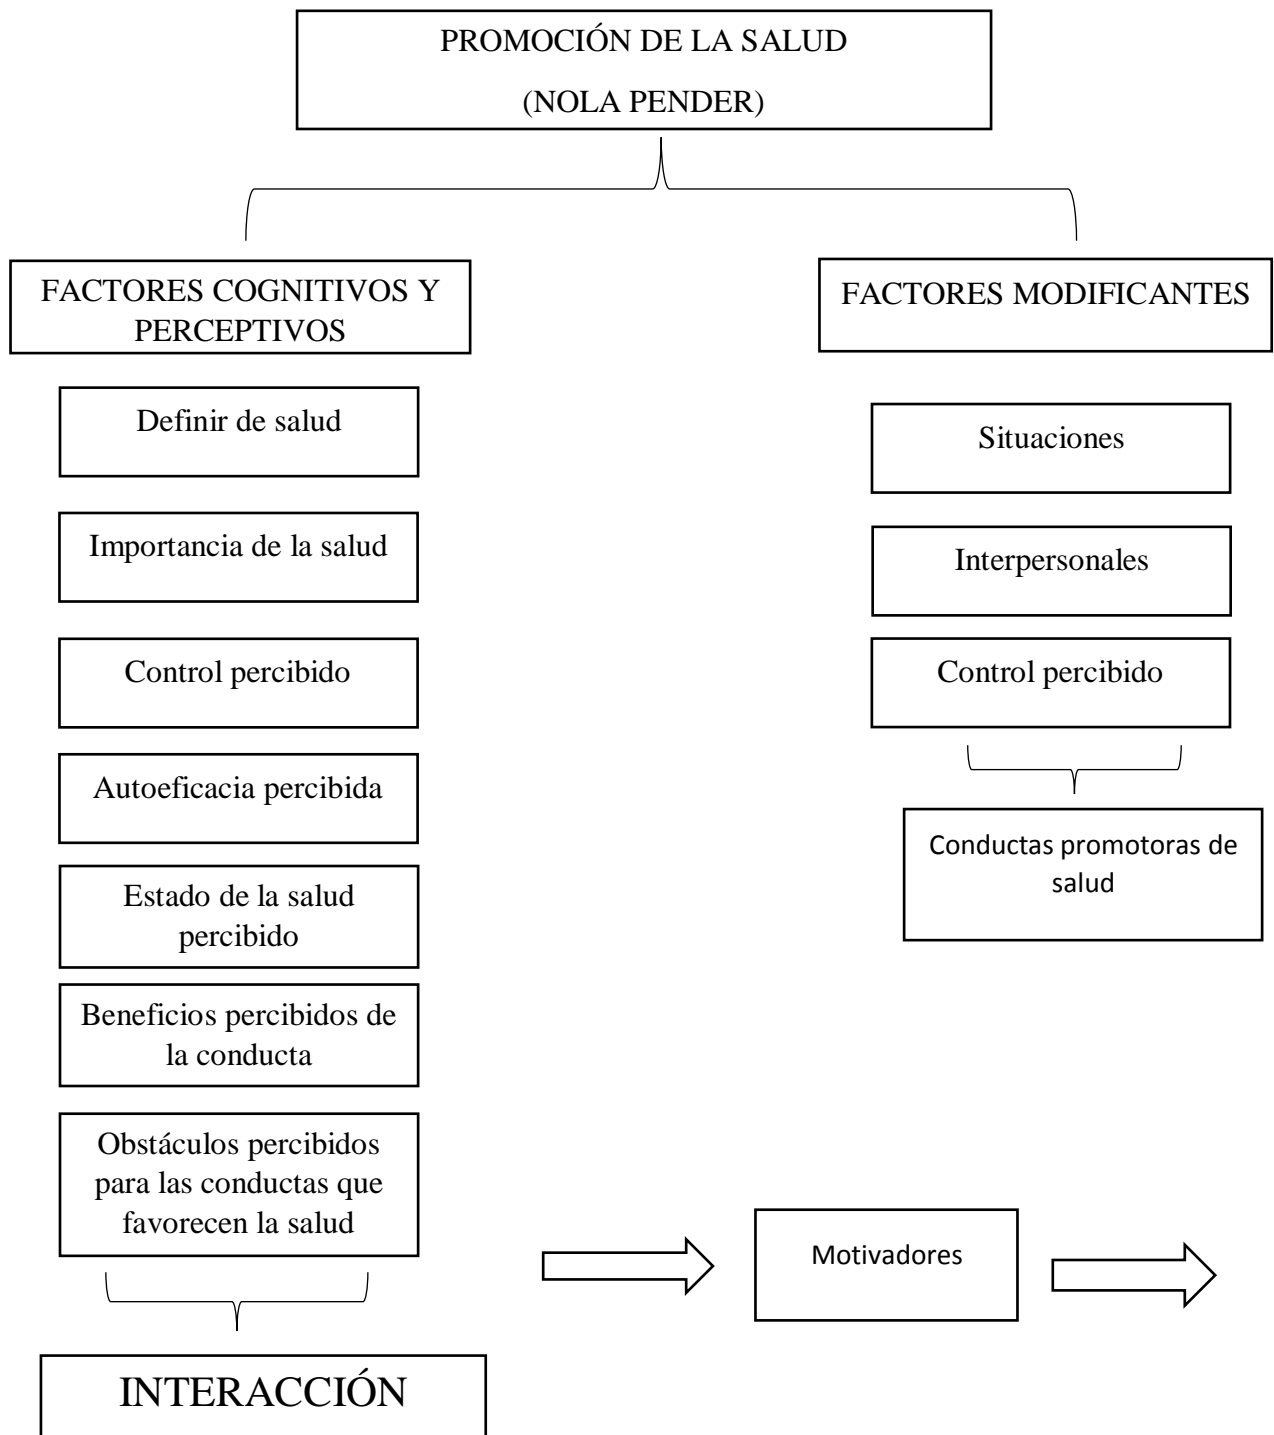 PROMOCIÓN DE LA SALUD
(NOLA PENDER)
FACTORES COGNITIVOS Y
PERCEPTIVOS
Definir de salud
Importancia de la salud
Control percibido
Autoeficacia percibida
Estado de la salud
percibido
Beneficios percibidos de
la conducta
Obstáculos percibidos
para las conductas que
favorecen la salud
INTERACCIÓN
Motivadores
FACTORES MODIFICANTES
Situaciones
Interpersonales
Control percibido
Conductas promotoras de
salud